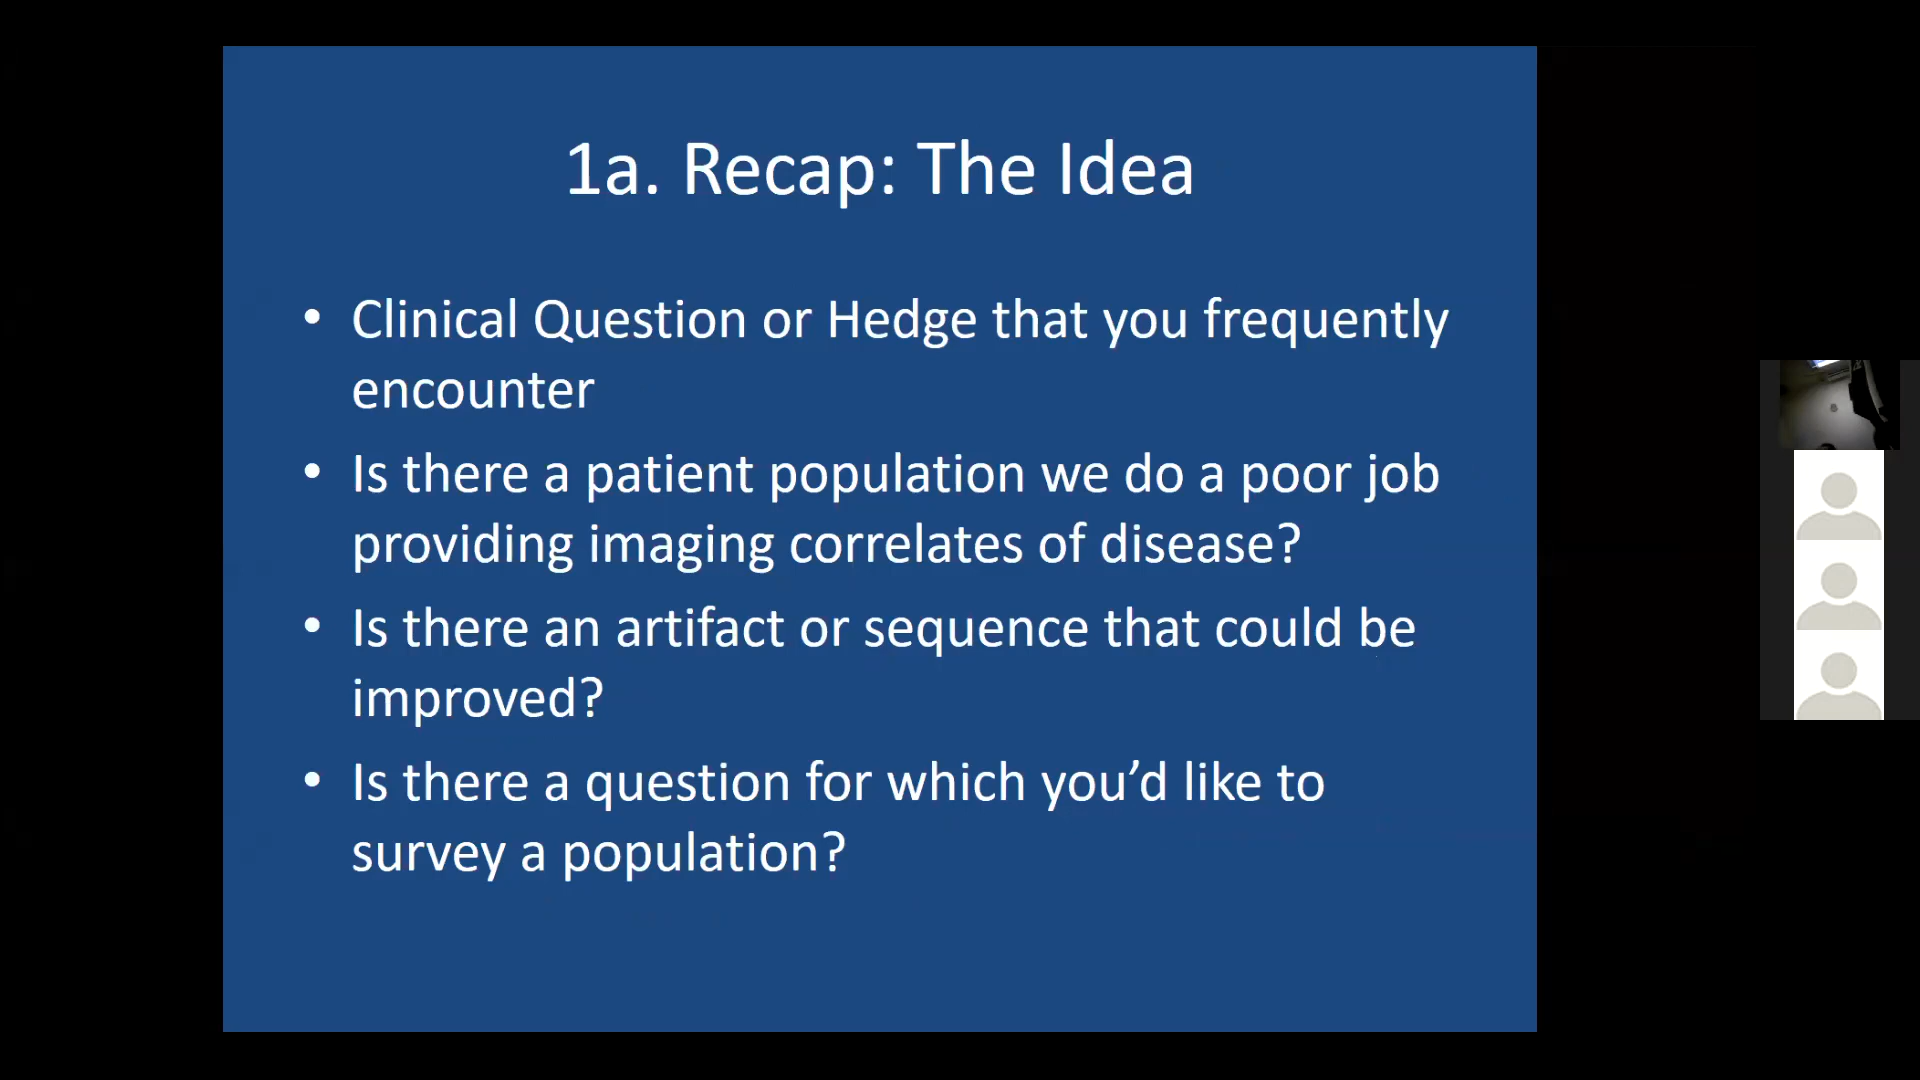 1a. Recap: The Idea
• Clinical Question or Hedge that you frequently
encounter
• Is there a patient population we do a poor job
providing imaging correlates of disease?
• Is there an artifact or sequence that could be
improved?
• Is there a question for which you’d like to
survey a population?